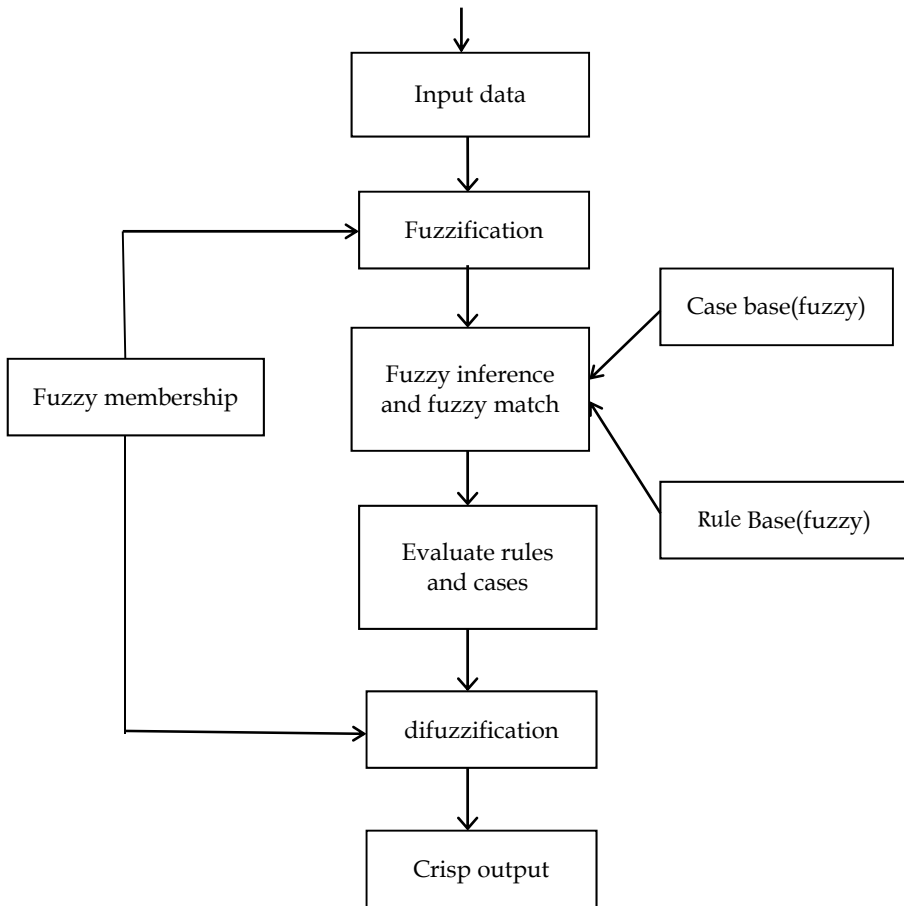 Input data
Fuzzification
Case base(fuzzy)
Fuzzy membership
Fuzzy inference
and fuzzy match
Rule Base(fuzzy)
Evaluate rules
and cases
difuzzification
Crisp output